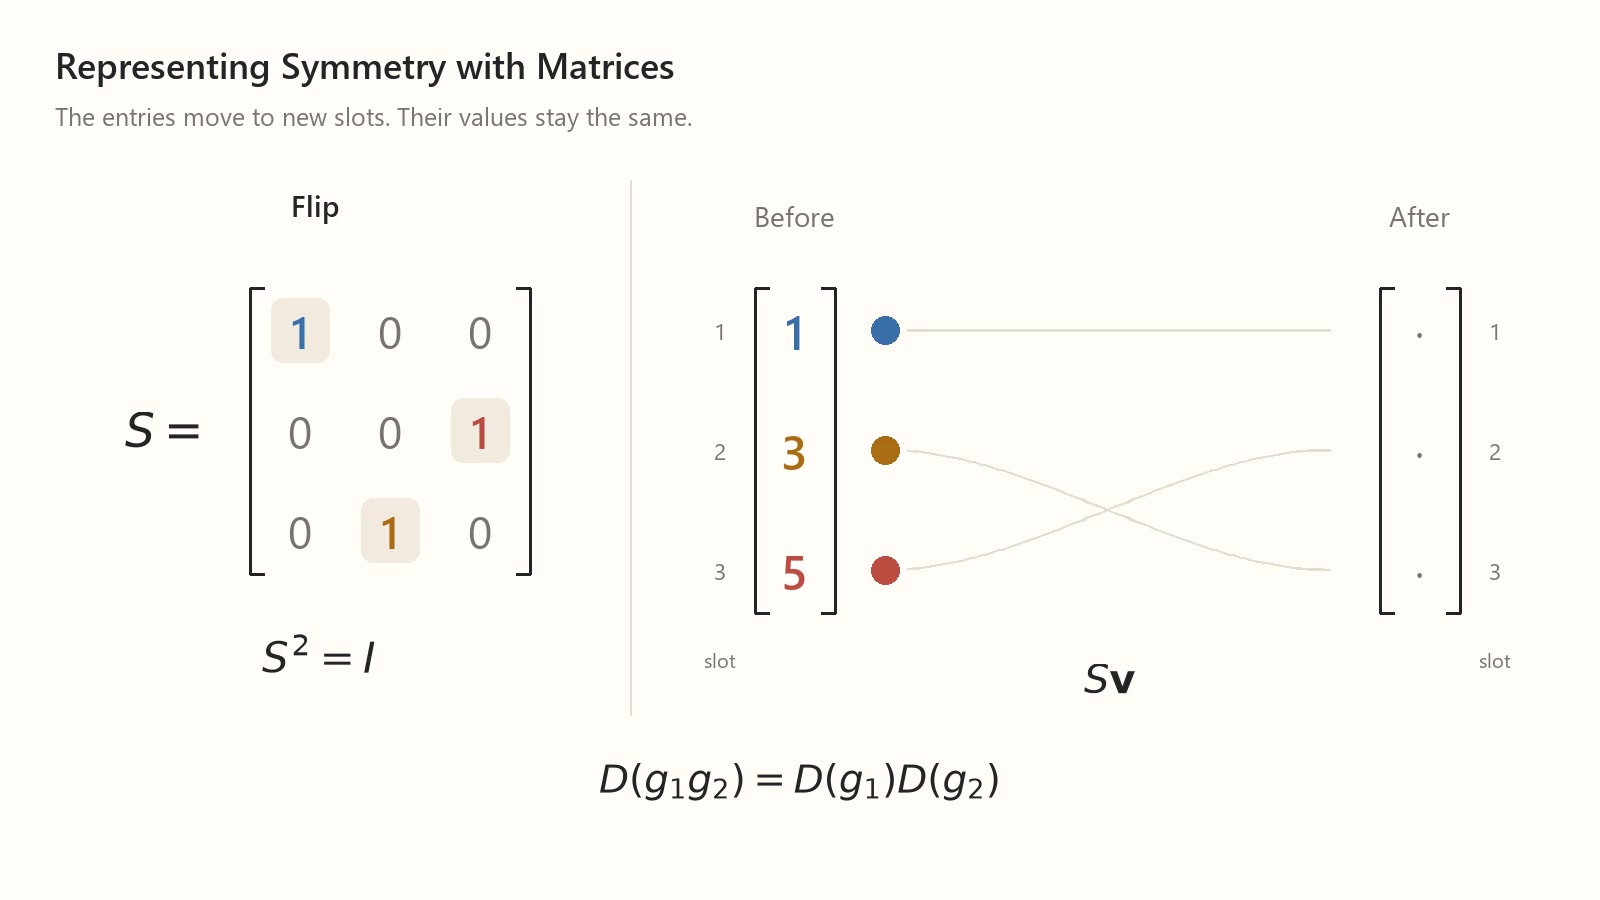 Representing Symmetry with Matrices
The entries move to new slots. Their values stay the same.
Flip
S =
1 0 0
0 0 1
0 1 0
S² = I
Before
After
1 1 . 1
2 3 . 2
3 5 . 3
slot
slot
Sv
D(g₁g₂) = D(g₁)D(g₂)